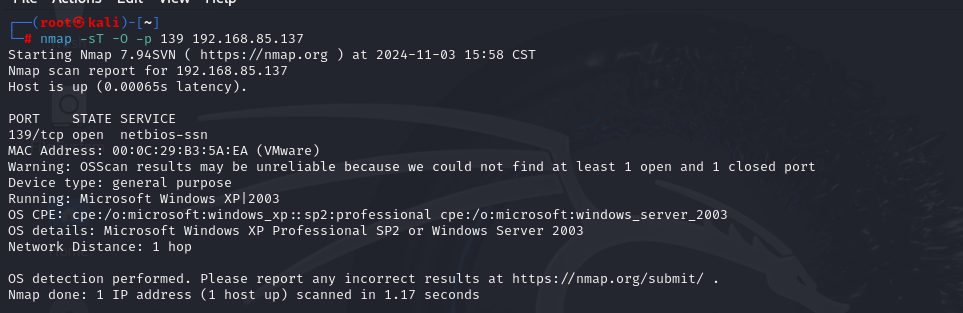 File Actions Edit View Help
┌──(root㉿kali)-[~]
└─# nmap -sT -O -p 139 192.168.85.137
Starting Nmap 7.94SVN ( https://nmap.org ) at 2024-11-03 15:58 CST
Nmap scan report for 192.168.85.137
Host is up (0.00065s latency).
PORT    STATE SERVICE
139/tcp open  netbios-ssn
MAC Address: 00:0C:29:B3:5A:EA (VMware)
Warning: OSScan results may be unreliable because we could not find at least 1 open and 1 closed port
Device type: general purpose
Running: Microsoft Windows XP|2003
OS CPE: cpe:/o:microsoft:windows_xp::sp2:professional cpe:/o:microsoft:windows_server_2003
OS details: Microsoft Windows XP Professional SP2 or Windows Server 2003
Network Distance: 1 hop
OS detection performed. Please report any incorrect results at https://nmap.org/submit/ .
Nmap done: 1 IP address (1 host up) scanned in 1.17 seconds